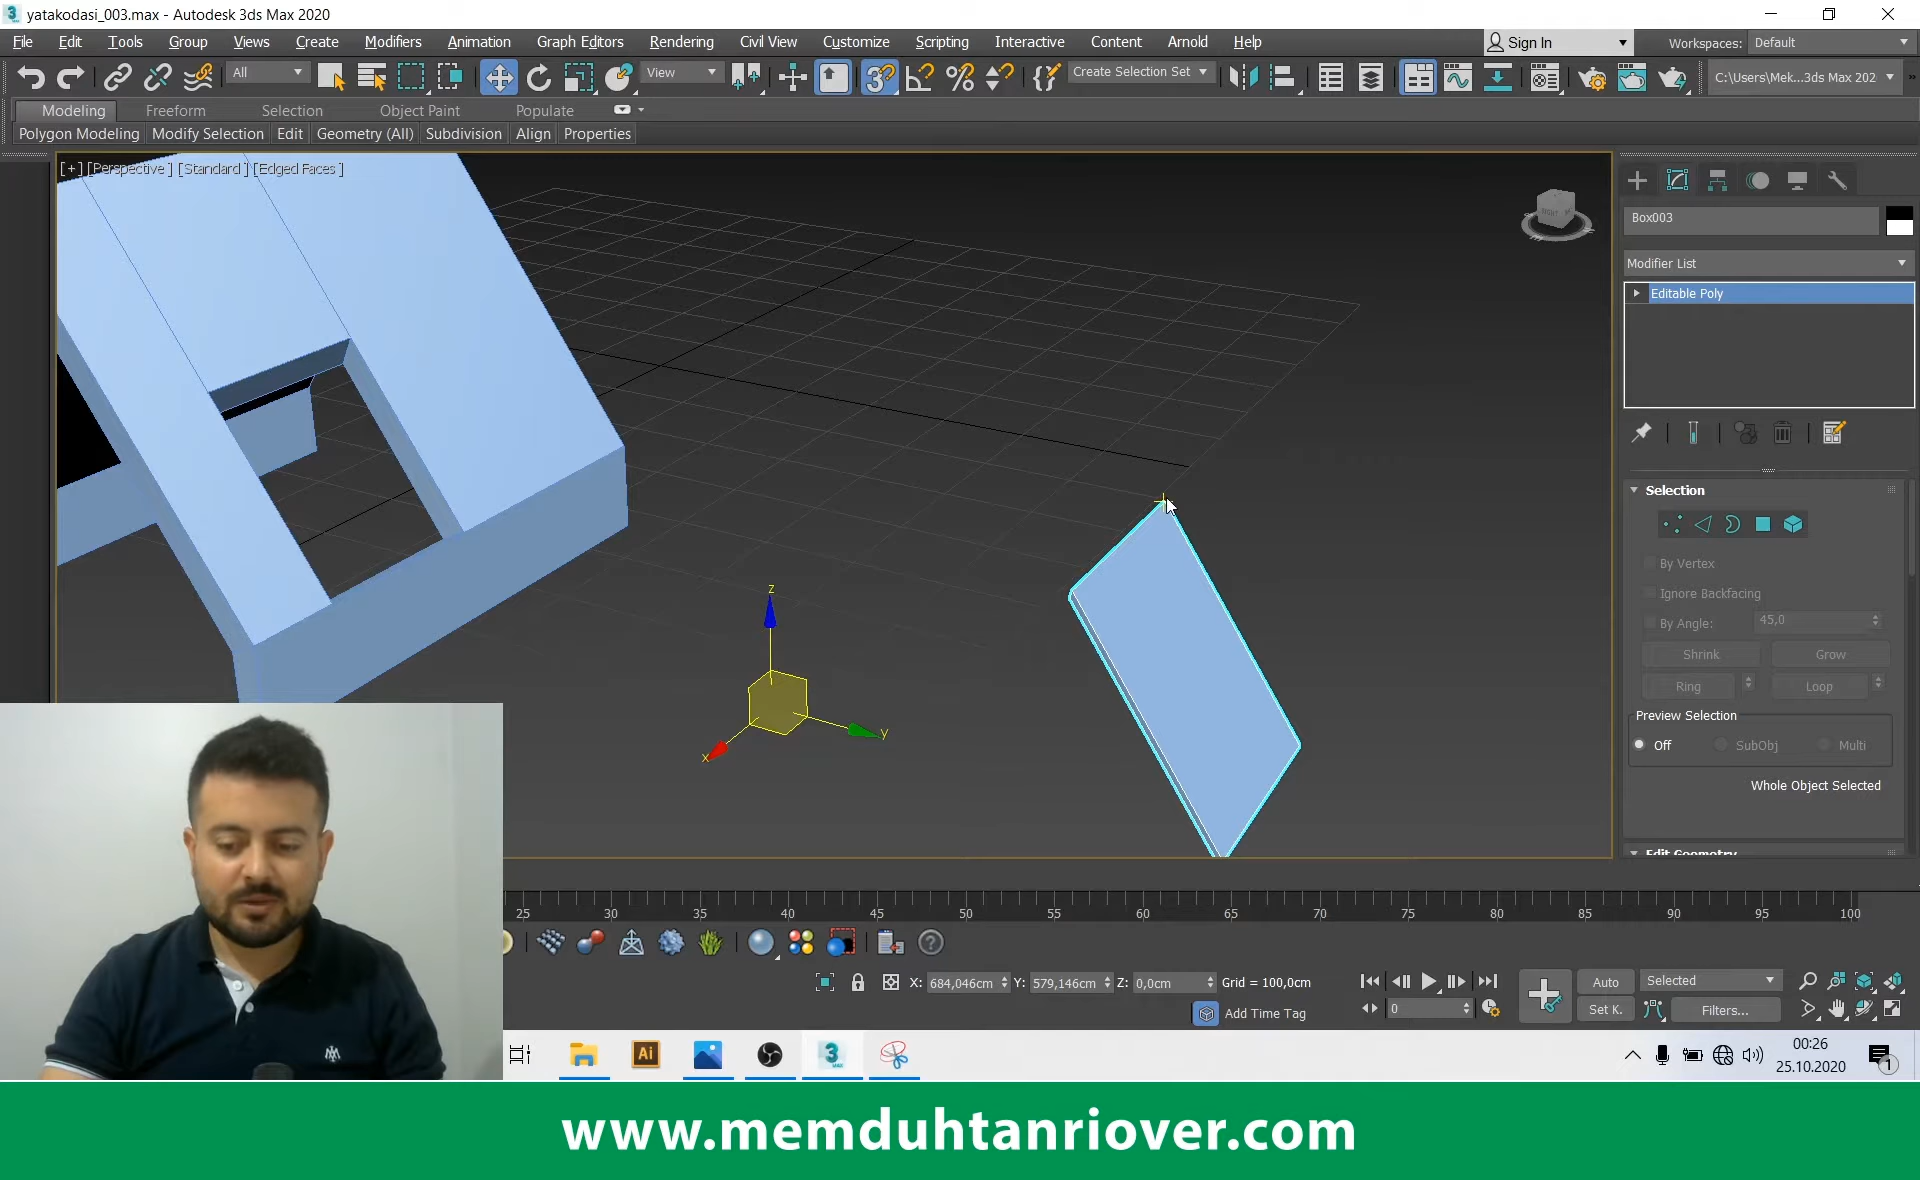 yatakodasi_003.max - Autodesk 3ds Max 2020
File Edit Tools Group Views Create Modifiers Animation Graph Editors Rendering Civil View Customize Scripting Interactive Content Arnold Help
Sign In
Workspaces: Default
All
View
Create Selection Set
C:\Users\Mek...3ds Max 202
Modeling Freeform Selection Object Paint Populate
Polygon Modeling Modify Selection Edit Geometry (All) Subdivision Align Properties
[+] [Perspective ] [Standard ] [Edged Faces ]
Box003
Modifier List
Editable Poly
Selection
By Vertex
Ignore Backfacing
By Angle: 45,0
Shrink Grow
Ring Loop
Preview Selection
Off SubObj Multi
Whole Object Selected
Edit Geometry
z
y
x
25 30 35 40 45 50 55 60 65 70 75 80 85 90 95 100
X: 684,046cm Y: 579,146cm Z: 0,0cm Grid = 100,0cm
Add Time Tag
0
Auto Selected
Set K. Filters...
Ai
3
00:26
25.10.2020
1
www.memduhtanriover.com